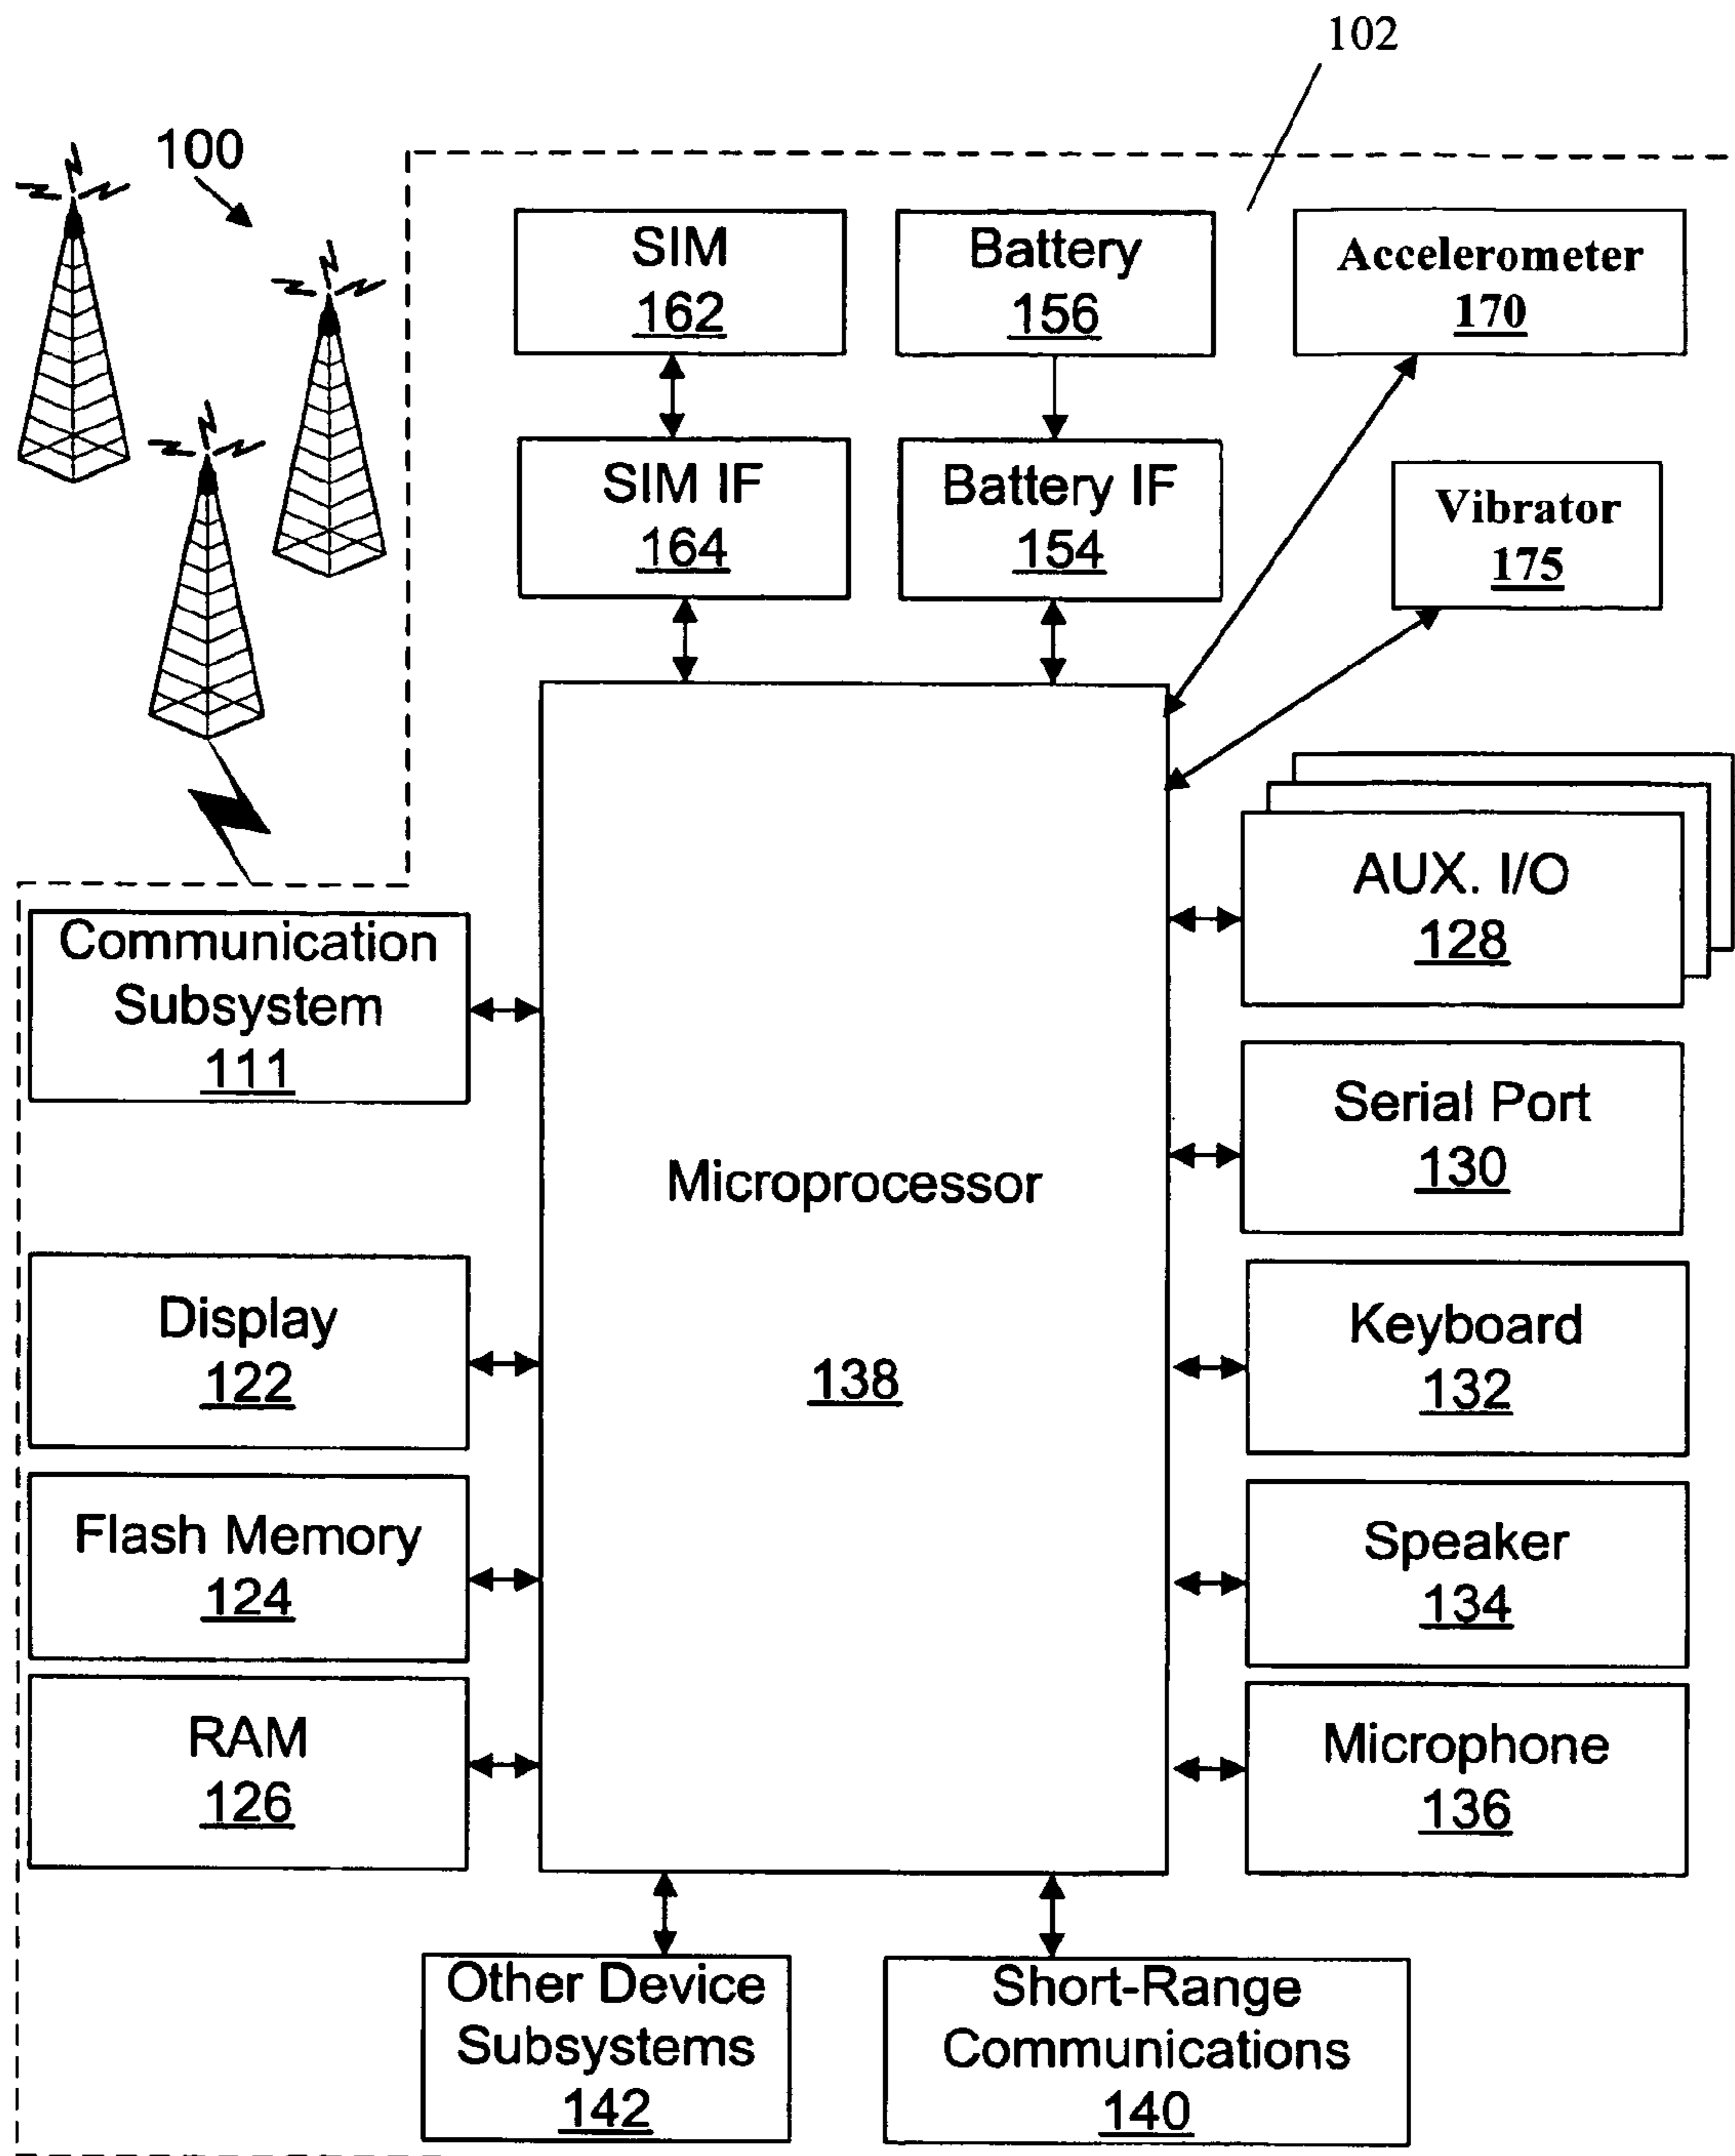 102
100
SIM
162
Battery
156
Accelerometer
170
SIM IF
164
Battery IF
154
Vibrator
175
AUX. I/O
128
Communication
Subsystem
111
Serial Port
130
Microprocessor
138
Display
122
Keyboard
132
Flash Memory
124
Speaker
134
RAM
126
Microphone
136
Other Device
Subsystems
142
Short-Range
Communications
140